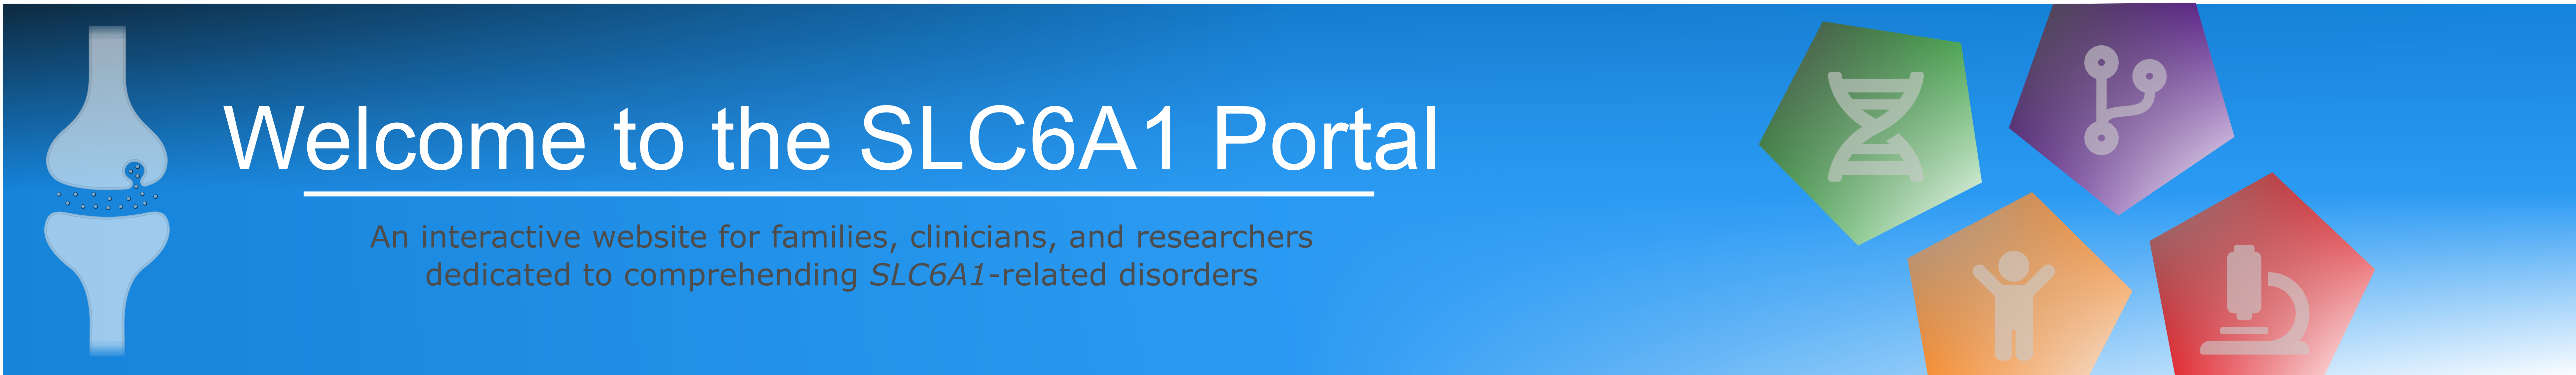 Welcome to the SLC6A1 Portal
An interactive website for families, clinicians, and researchers
dedicated to comprehending SLC6A1-related disorders